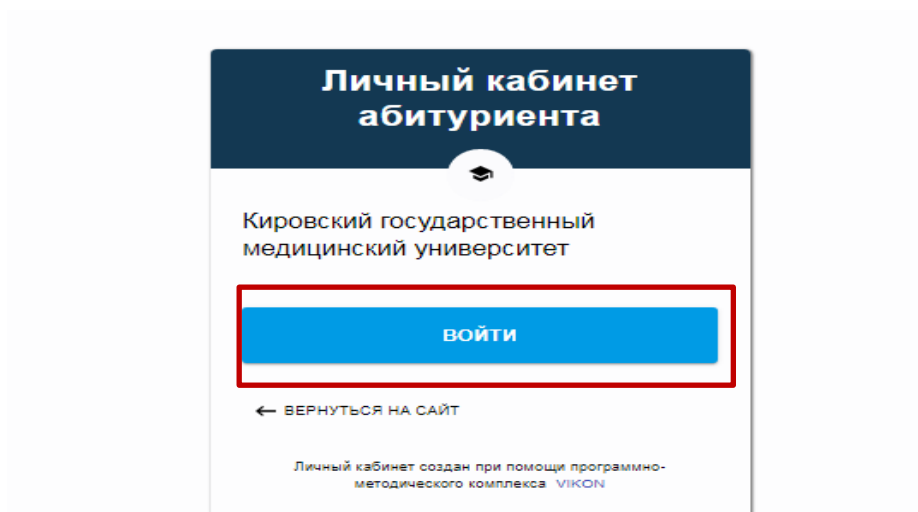 Личный кабинет
абитуриента
Кировский государственный
медицинский университет
ВОЙТИ
← ВЕРНУТЬСЯ НА САЙТ
Личный кабинет создан при помощи программно-
методического комплекса VIKON